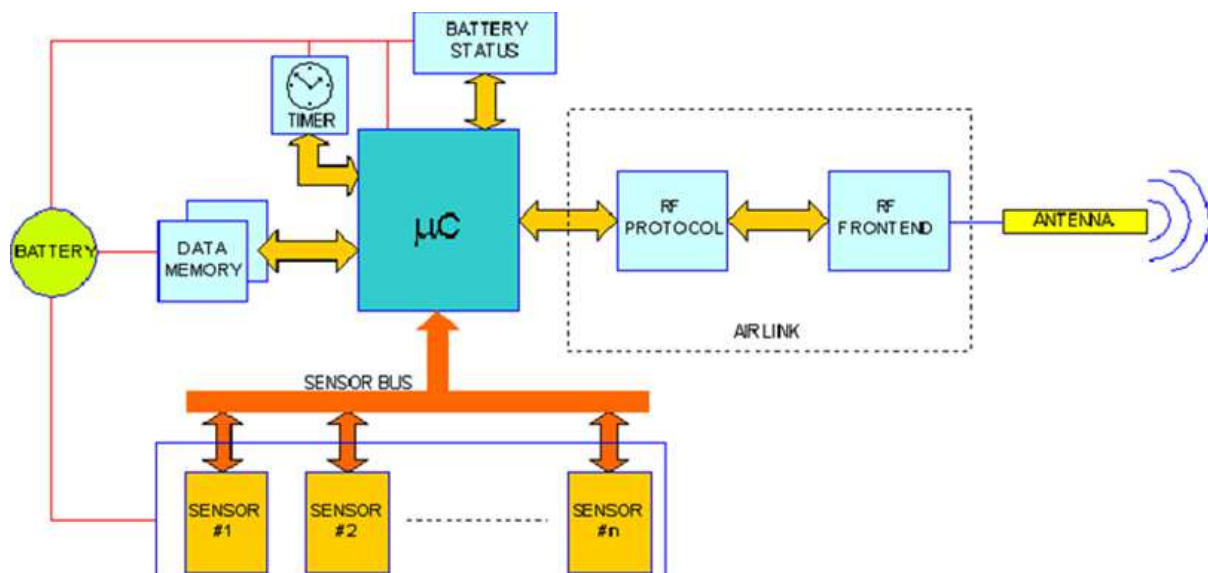 BATTERY
STATUS
TIMER
BATTERY
DATA
MEMORY
μC
RF
PROTOCOL
RF
FRONTEND
ANTENNA
AIRLINK
SENSOR BUS
SENSOR
#1
SENSOR
#2
SENSOR
#n